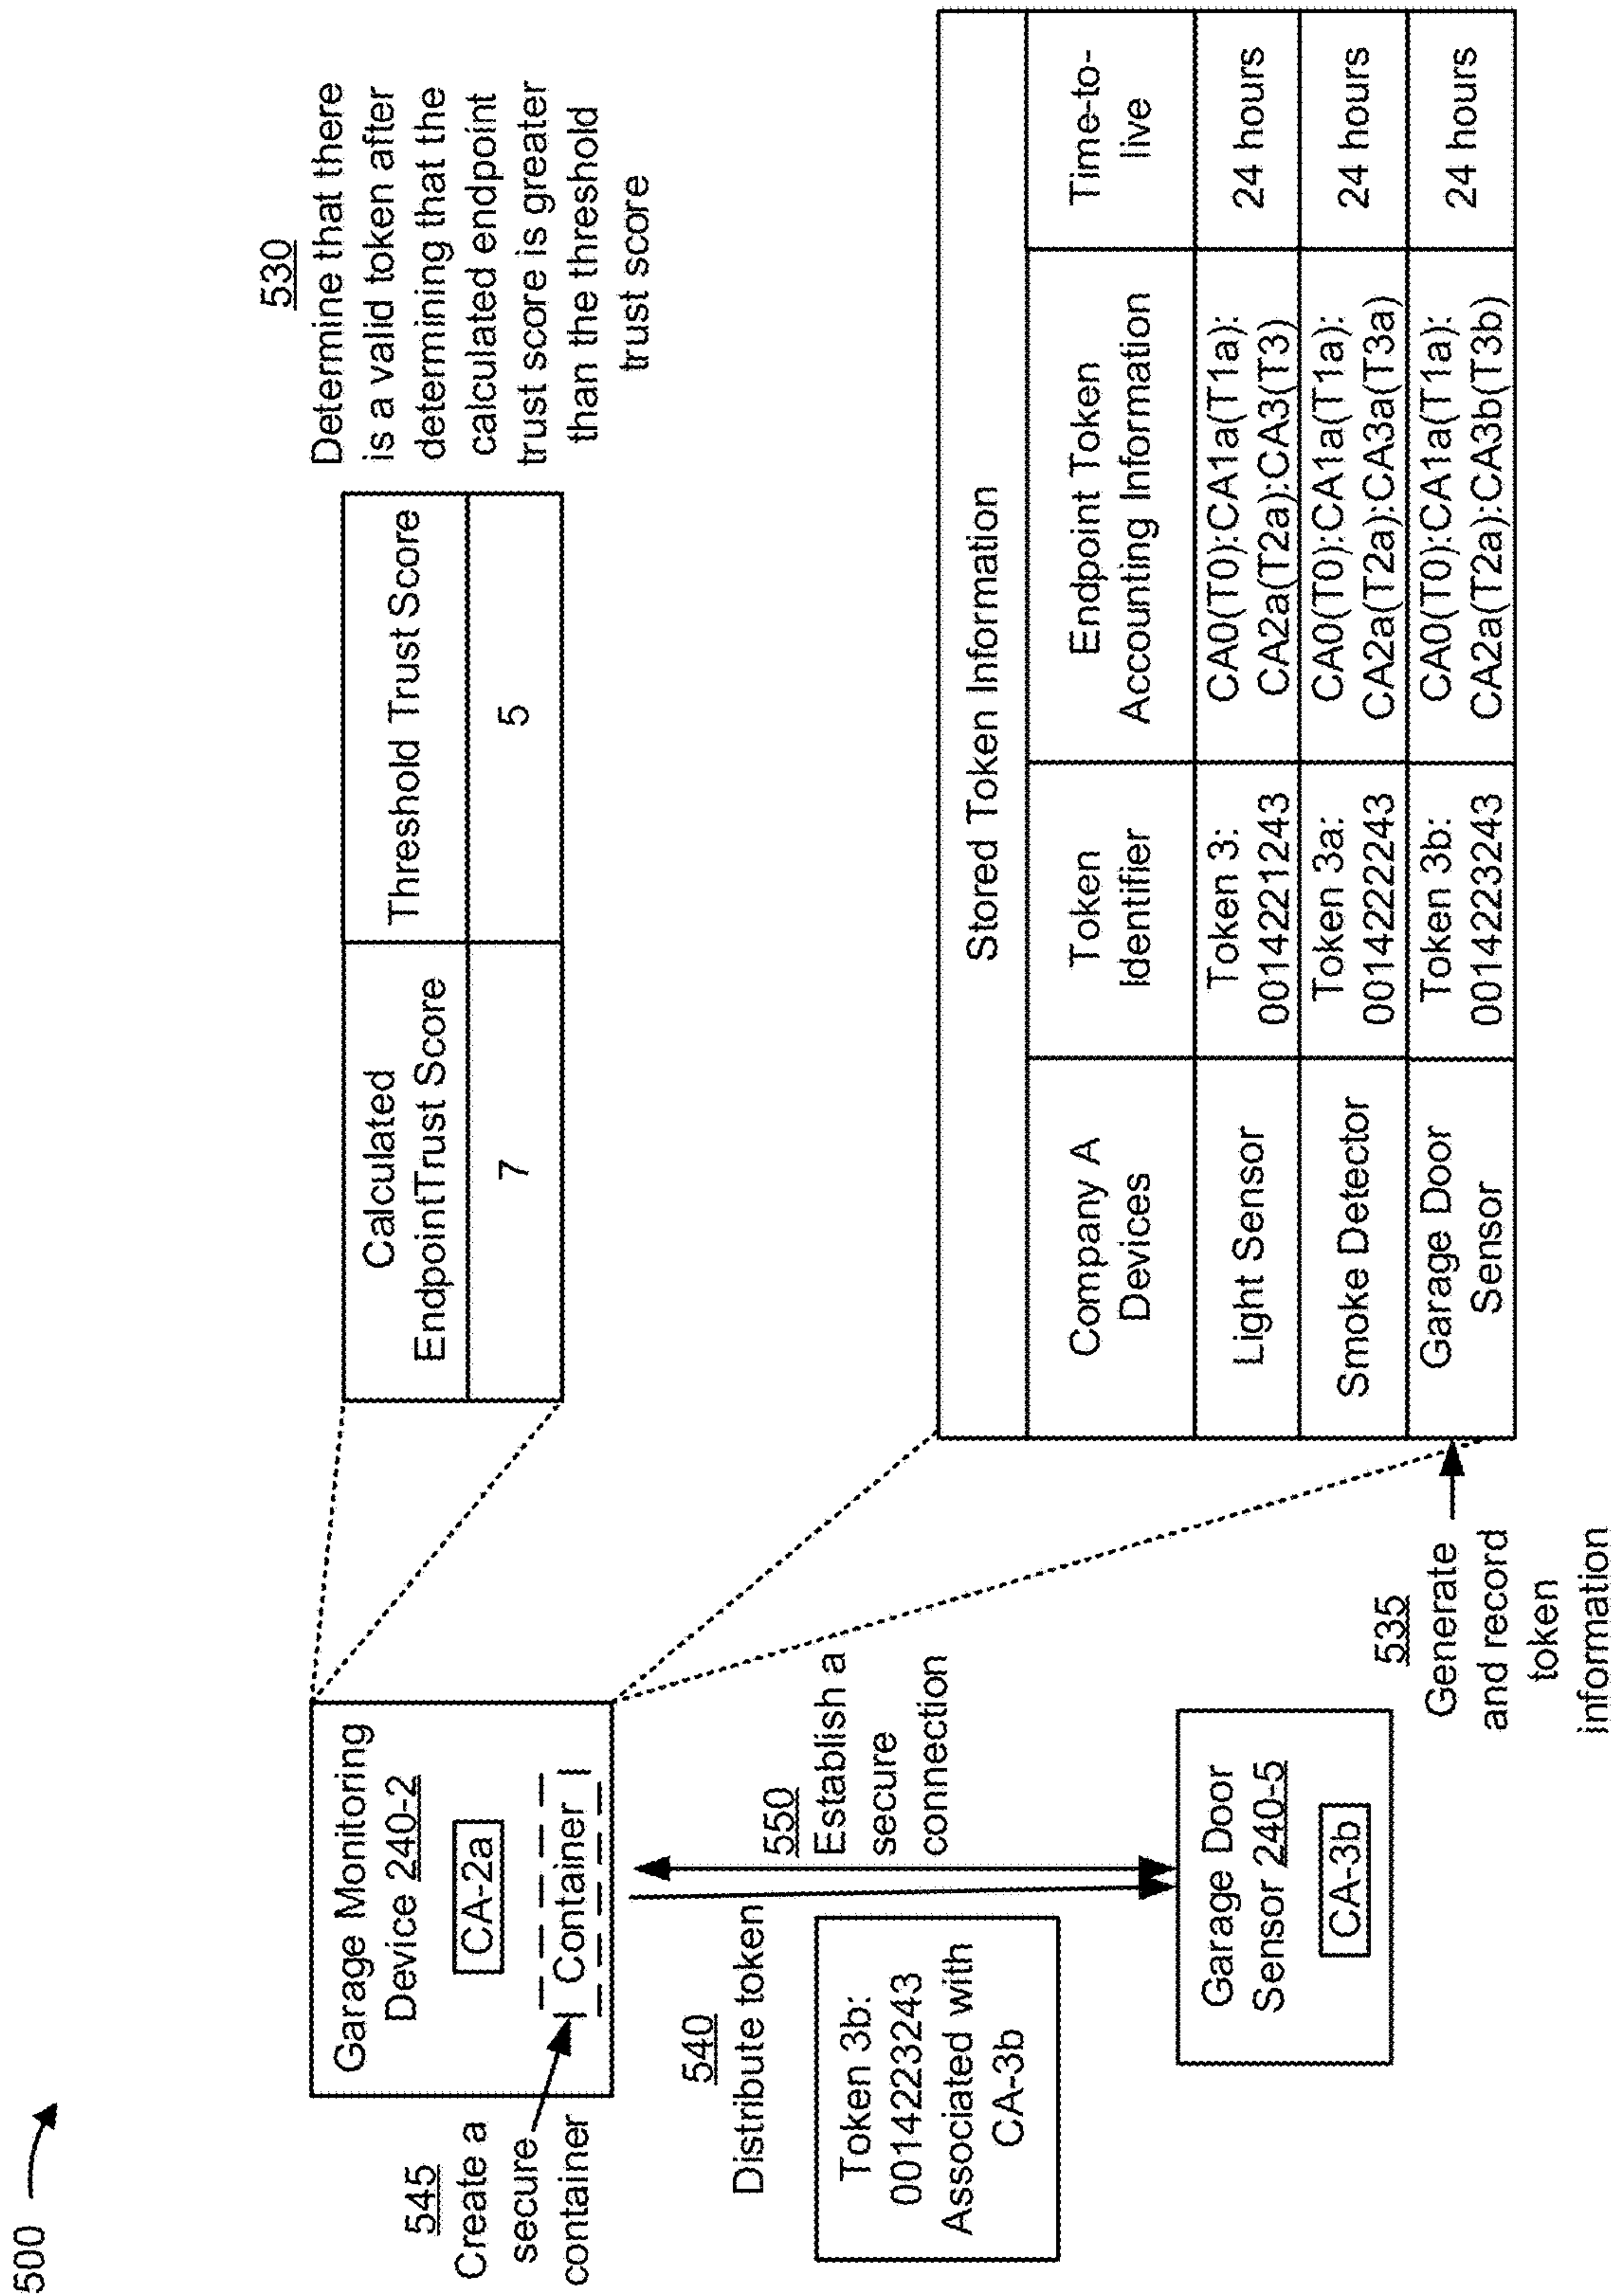 500
Garage Monitoring
Device 240-2
CA-2a
Container
545
Create a
secure
container
Calculated
EndpointTrust Score
Threshold Trust Score
7
5
530
Determine that there
is a valid token after
determining that the
calculated endpoint
trust score is greater
than the threshold
trust score
540
Distribute token
Token 3b:
0014223243
Associated with
CA-3b
550
Establish a
secure
connection
Garage Door
Sensor 240-5
CA-3b
535
Generate
and record
token
information
Stored Token Information
Company A
Devices
Token
Identifier
Endpoint Token
Accounting Information
Time-to-
live
Light Sensor
Token 3:
0014221243
CA0(T0):CA1a(T1a):
CA2a(T2a):CA3(T3)
24 hours
Smoke Detector
Token 3a:
0014222243
CA0(T0):CA1a(T1a):
CA2a(T2a):CA3a(T3a)
24 hours
Garage Door
Sensor
Token 3b:
0014223243
CA0(T0):CA1a(T1a):
CA2a(T2a):CA3b(T3b)
24 hours